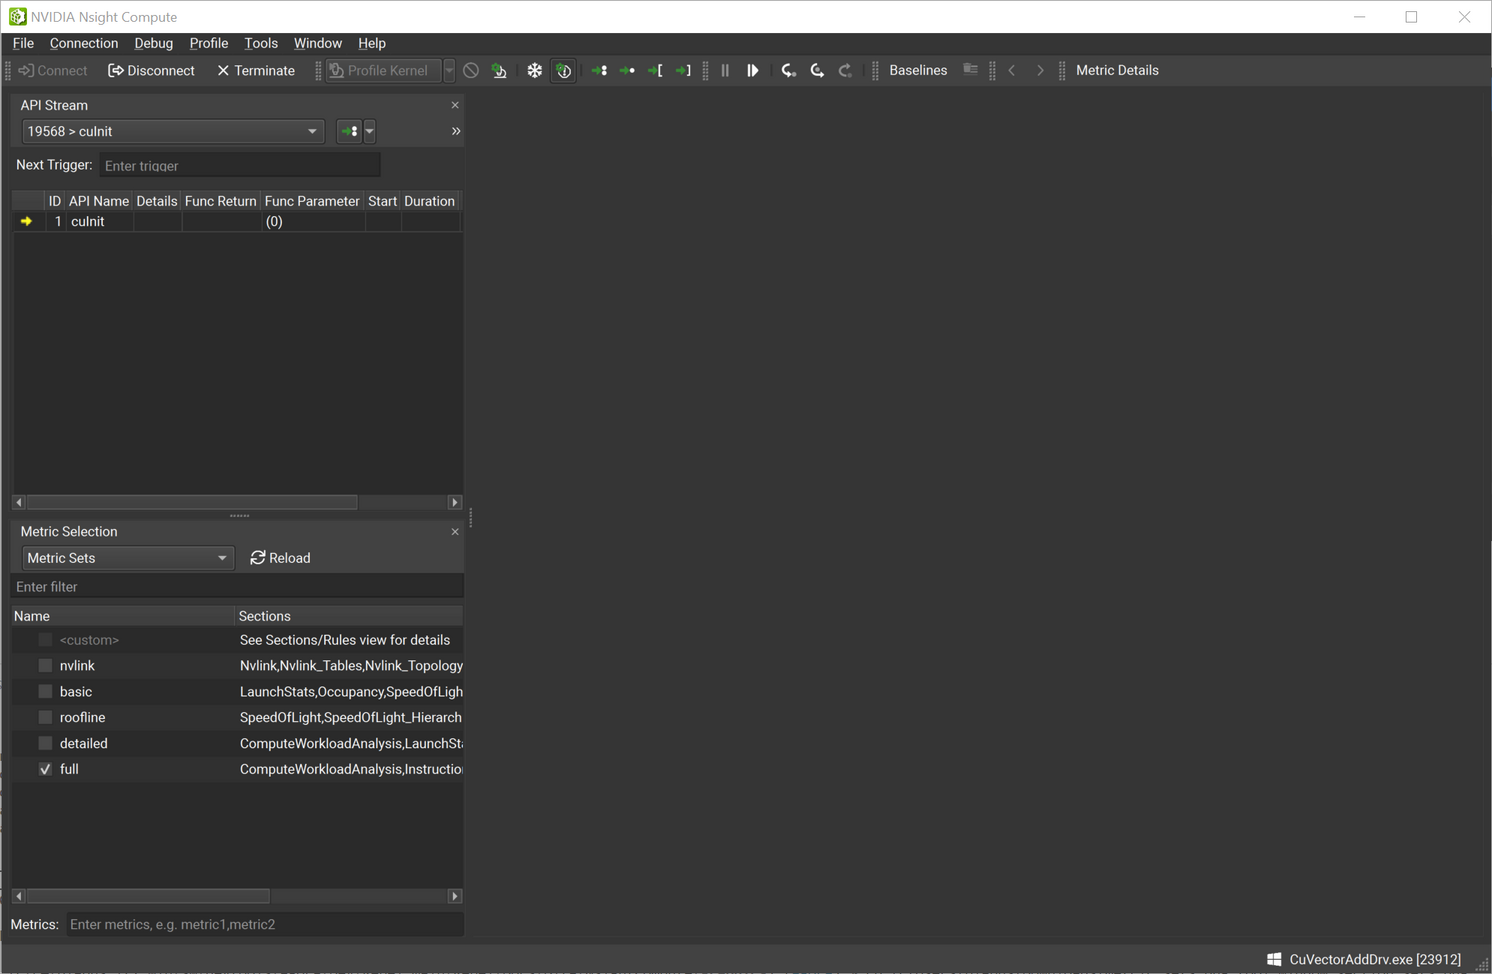 NVIDIA Nsight Compute
File Connection Debug Profile Tools Window Help
Connect Disconnect Terminate Profile Kernel Baselines Metric Details
API Stream
19568 > cuInit
Next Trigger: Enter trigger
ID API Name Details Func Return Func Parameter Start Duration
1 cuInit (0)
Metric Selection
Metric Sets Reload
Enter filter
Name Sections
<custom> See Sections/Rules view for details
nvlink Nvlink,Nvlink_Tables,Nvlink_Topology
basic LaunchStats,Occupancy,SpeedOfLigh
roofline SpeedOfLight,SpeedOfLight_Hierarch
detailed ComputeWorkloadAnalysis,LaunchSta
full ComputeWorkloadAnalysis,Instructio
Metrics: Enter metrics, e.g. metric1,metric2
CuVectorAddDrv.exe [23912]